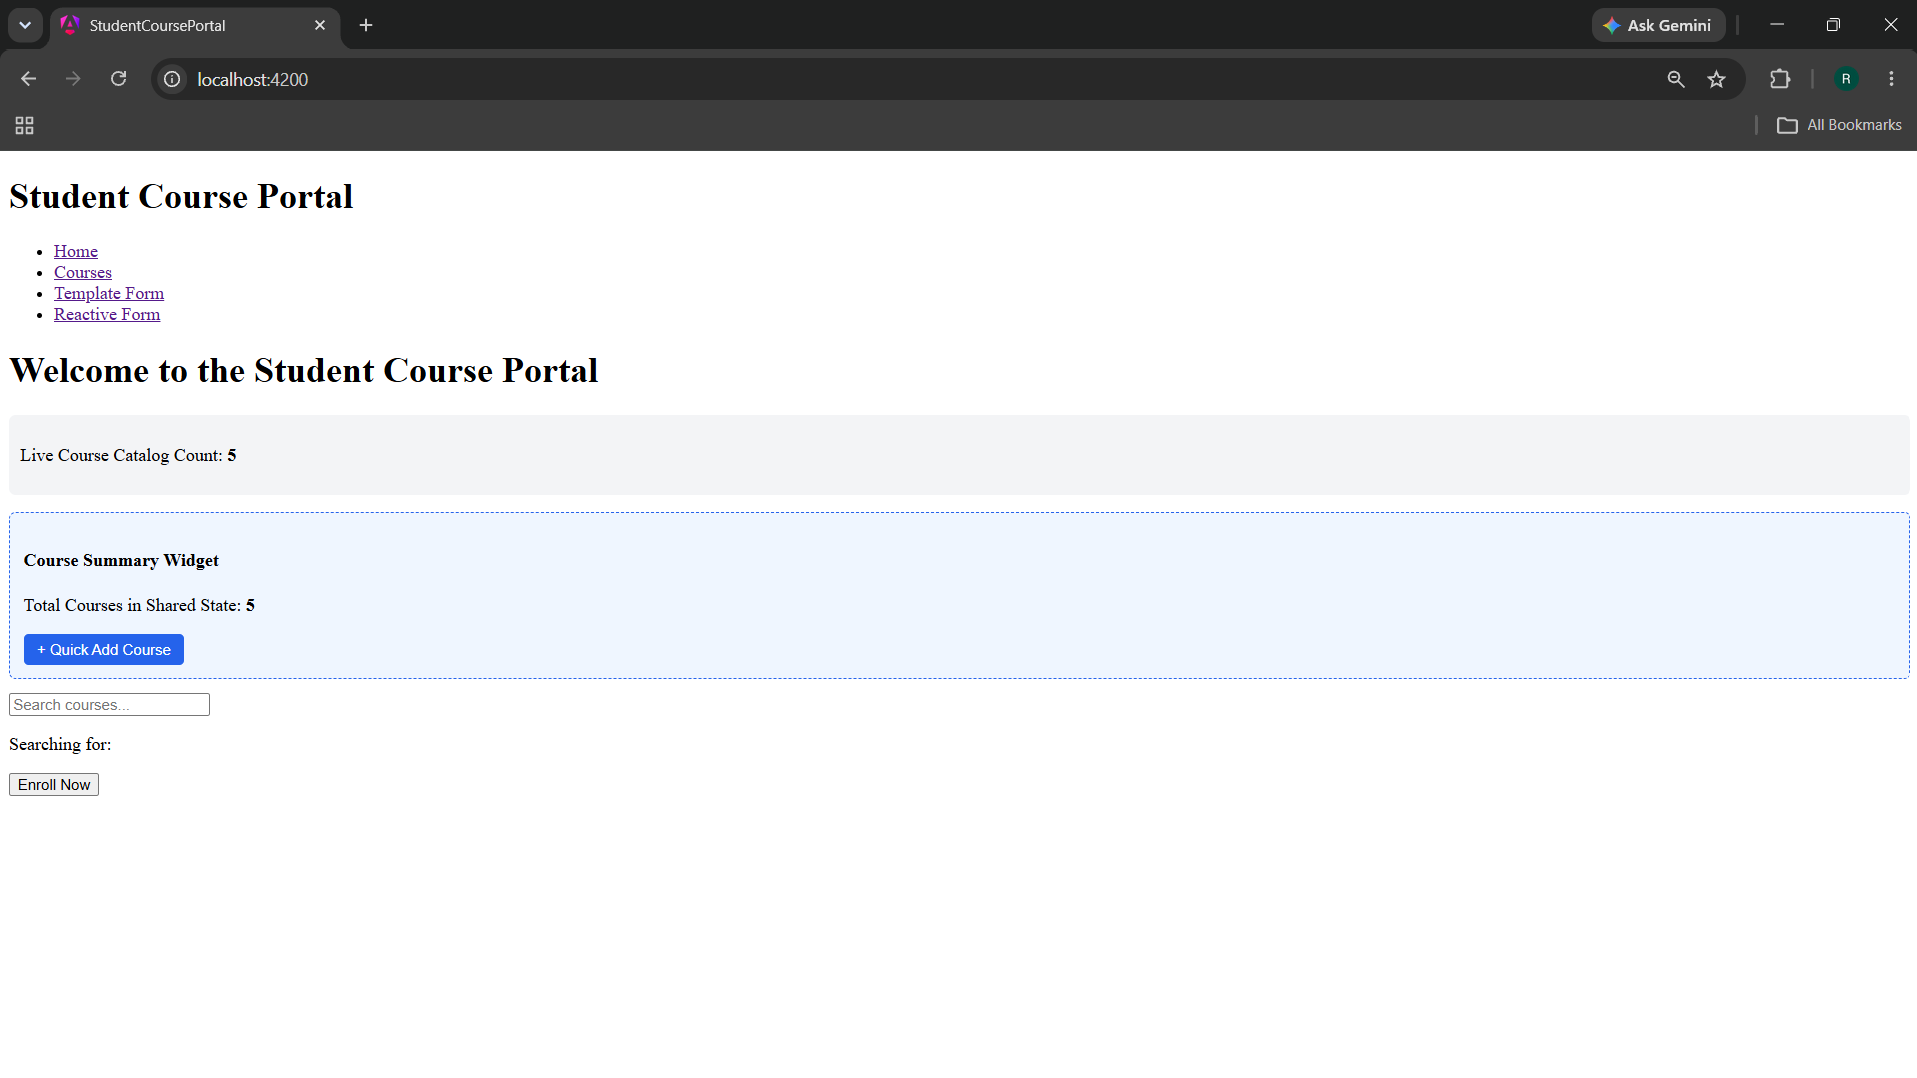 StudentCoursePortal
Ask Gemini
localhost:4200
R
All Bookmarks
Student Course Portal
Home
Courses
Template Form
Reactive Form
Welcome to the Student Course Portal
Live Course Catalog Count: 5
Course Summary Widget
Total Courses in Shared State: 5
+ Quick Add Course
Search courses...
Searching for:
Enroll Now